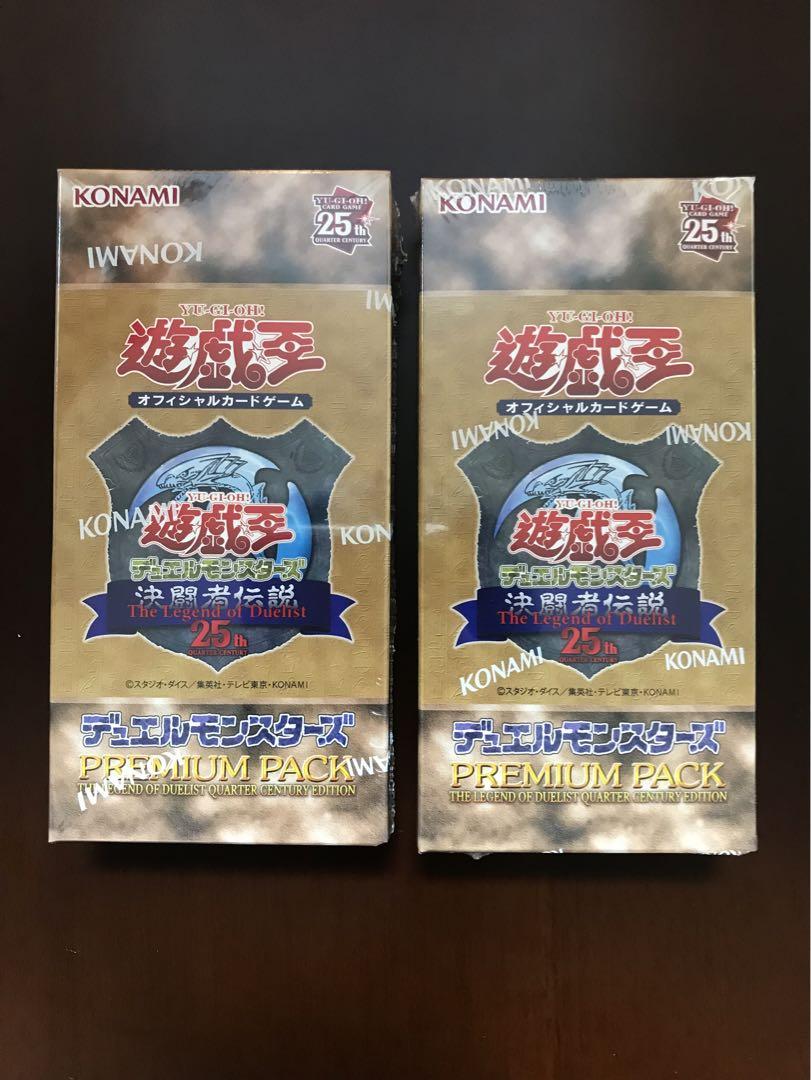 KONAMI
YU-GI-OH!
CARD GAME
25th
QUARTER CENTURY
KONAMI
KONAMI
YU-GI-OH!
遊戯王
オフィシャルカードゲーム
KONAMI
KONAMI
YU-GI-OH!
遊戯王
デュエルモンスターズ
決闘者伝説
The Legend of Duelist
25th
QUARTER CENTURY
©スタジオ・ダイス/集英社・テレビ東京・KONAMI
デュエルモンスターズ
PREMIUM PACK
THE LEGEND OF DUELIST QUARTER CENTURY EDITION
KONAMI
KONAMI
KONAMI
YU-GI-OH!
CARD GAME
25th
QUARTER CENTURY
YU-GI-OH!
遊戯王
オフィシャルカードゲーム
KONAMI
KONAMI
YU-GI-OH!
遊戯王
デュエルモンスターズ
決闘者伝説
The Legend of Duelist
25th
QUARTER CENTURY
KONAMI
KONAMI
©スタジオ・ダイス/集英社・テレビ東京・KONAMI
デュエルモンスターズ
PREMIUM PACK
THE LEGEND OF DUELIST QUARTER CENTURY EDITION